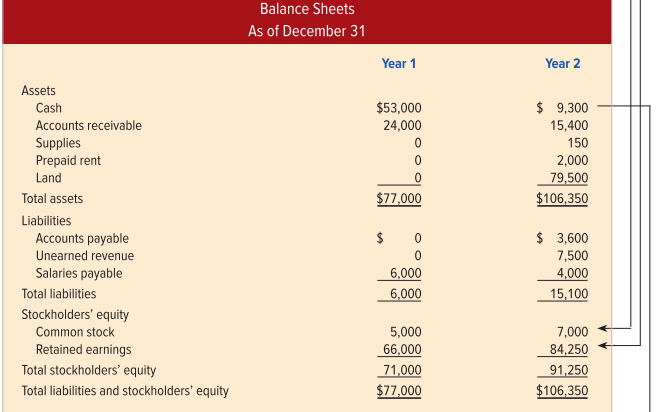 Balance Sheets
As of December 31
Year 1 Year 2
Assets
Cash $53,000 $ 9,300
Accounts receivable 24,000 15,400
Supplies 0 150
Prepaid rent 0 2,000
Land 0 79,500
Total assets $77,000 $106,350
Liabilities
Accounts payable $ 0 $ 3,600
Unearned revenue 0 7,500
Salaries payable 6,000 4,000
Total liabilities 6,000 15,100
Stockholders’ equity
Common stock 5,000 7,000
Retained earnings 66,000 84,250
Total stockholders’ equity 71,000 91,250
Total liabilities and stockholders’ equity $77,000 $106,350